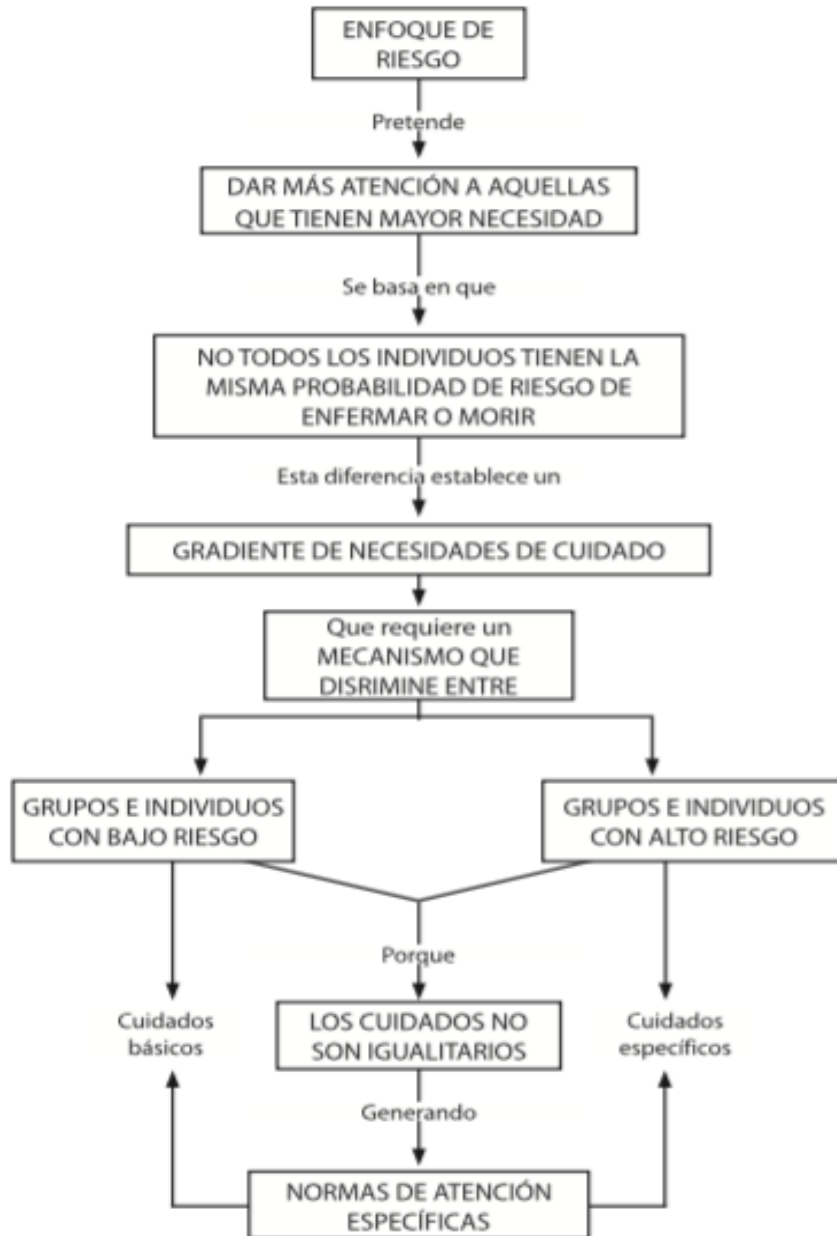 ENFOQUE DE
RIESGO
Pretende
DAR MÁS ATENCIÓN A AQUELLAS
QUE TIENEN MAYOR NECESIDAD
Se basa en que
NO TODOS LOS INDIVIDUOS TIENEN LA
MISMA PROBABILIDAD DE RIESGO DE
ENFERMAR O MORIR
Esta diferencia establece un
GRADIENTE DE NECESIDADES DE CUIDADO
Que requiere un
MECANISMO QUE
DISRIMINE ENTRE
GRUPOS E INDIVIDUOS
CON BAJO RIESGO
GRUPOS E INDIVIDUOS
CON ALTO RIESGO
Porque
Cuidados
básicos
LOS CUIDADOS NO
SON IGUALITARIOS
Cuidados
específicos
Generando
NORMAS DE ATENCIÓN
ESPECÍFICAS